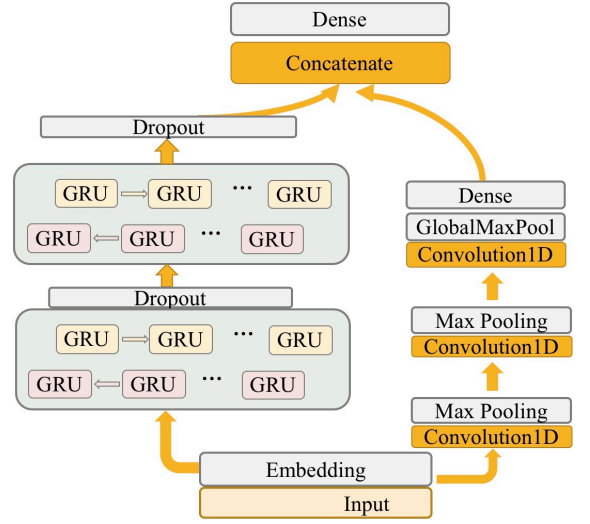 Dense
Concatenate
Dropout
GRU GRU ... GRU
GRU GRU ... GRU
Dropout
GRU GRU ... GRU
GRU GRU ... GRU
Dense
GlobalMaxPool
Convolution1D
Max Pooling
Convolution1D
Max Pooling
Convolution1D
Embedding
Input